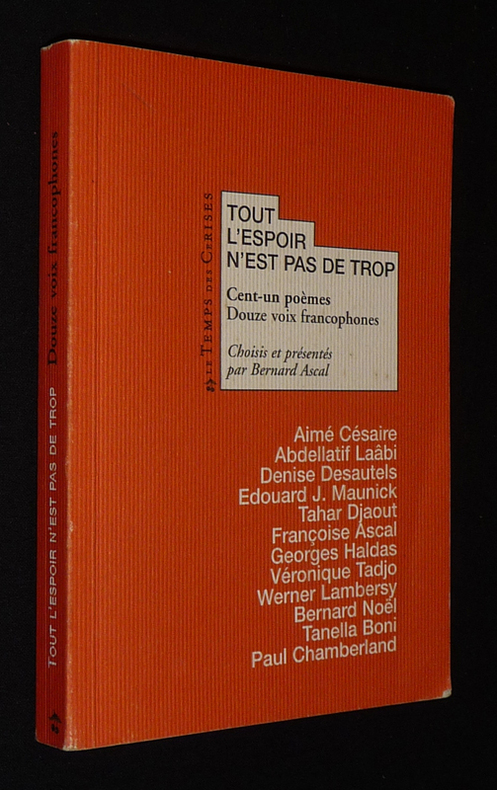 TOUT L'ESPOIR N'EST PAS DE TROP Douze voix francophones
LE TEMPS DES CERISES
TOUT
L'ESPOIR
N'EST PAS DE TROP
Cent-un poèmes
Douze voix francophones
Choisis et présentés
par Bernard Ascal
Aimé Césaire
Abdellatif Laâbi
Denise Desautels
Edouard J. Maunick
Tahar Djaout
Françoise Ascal
Georges Haldas
Véronique Tadjo
Werner Lambersy
Bernard Noël
Tanella Boni
Paul Chamberland